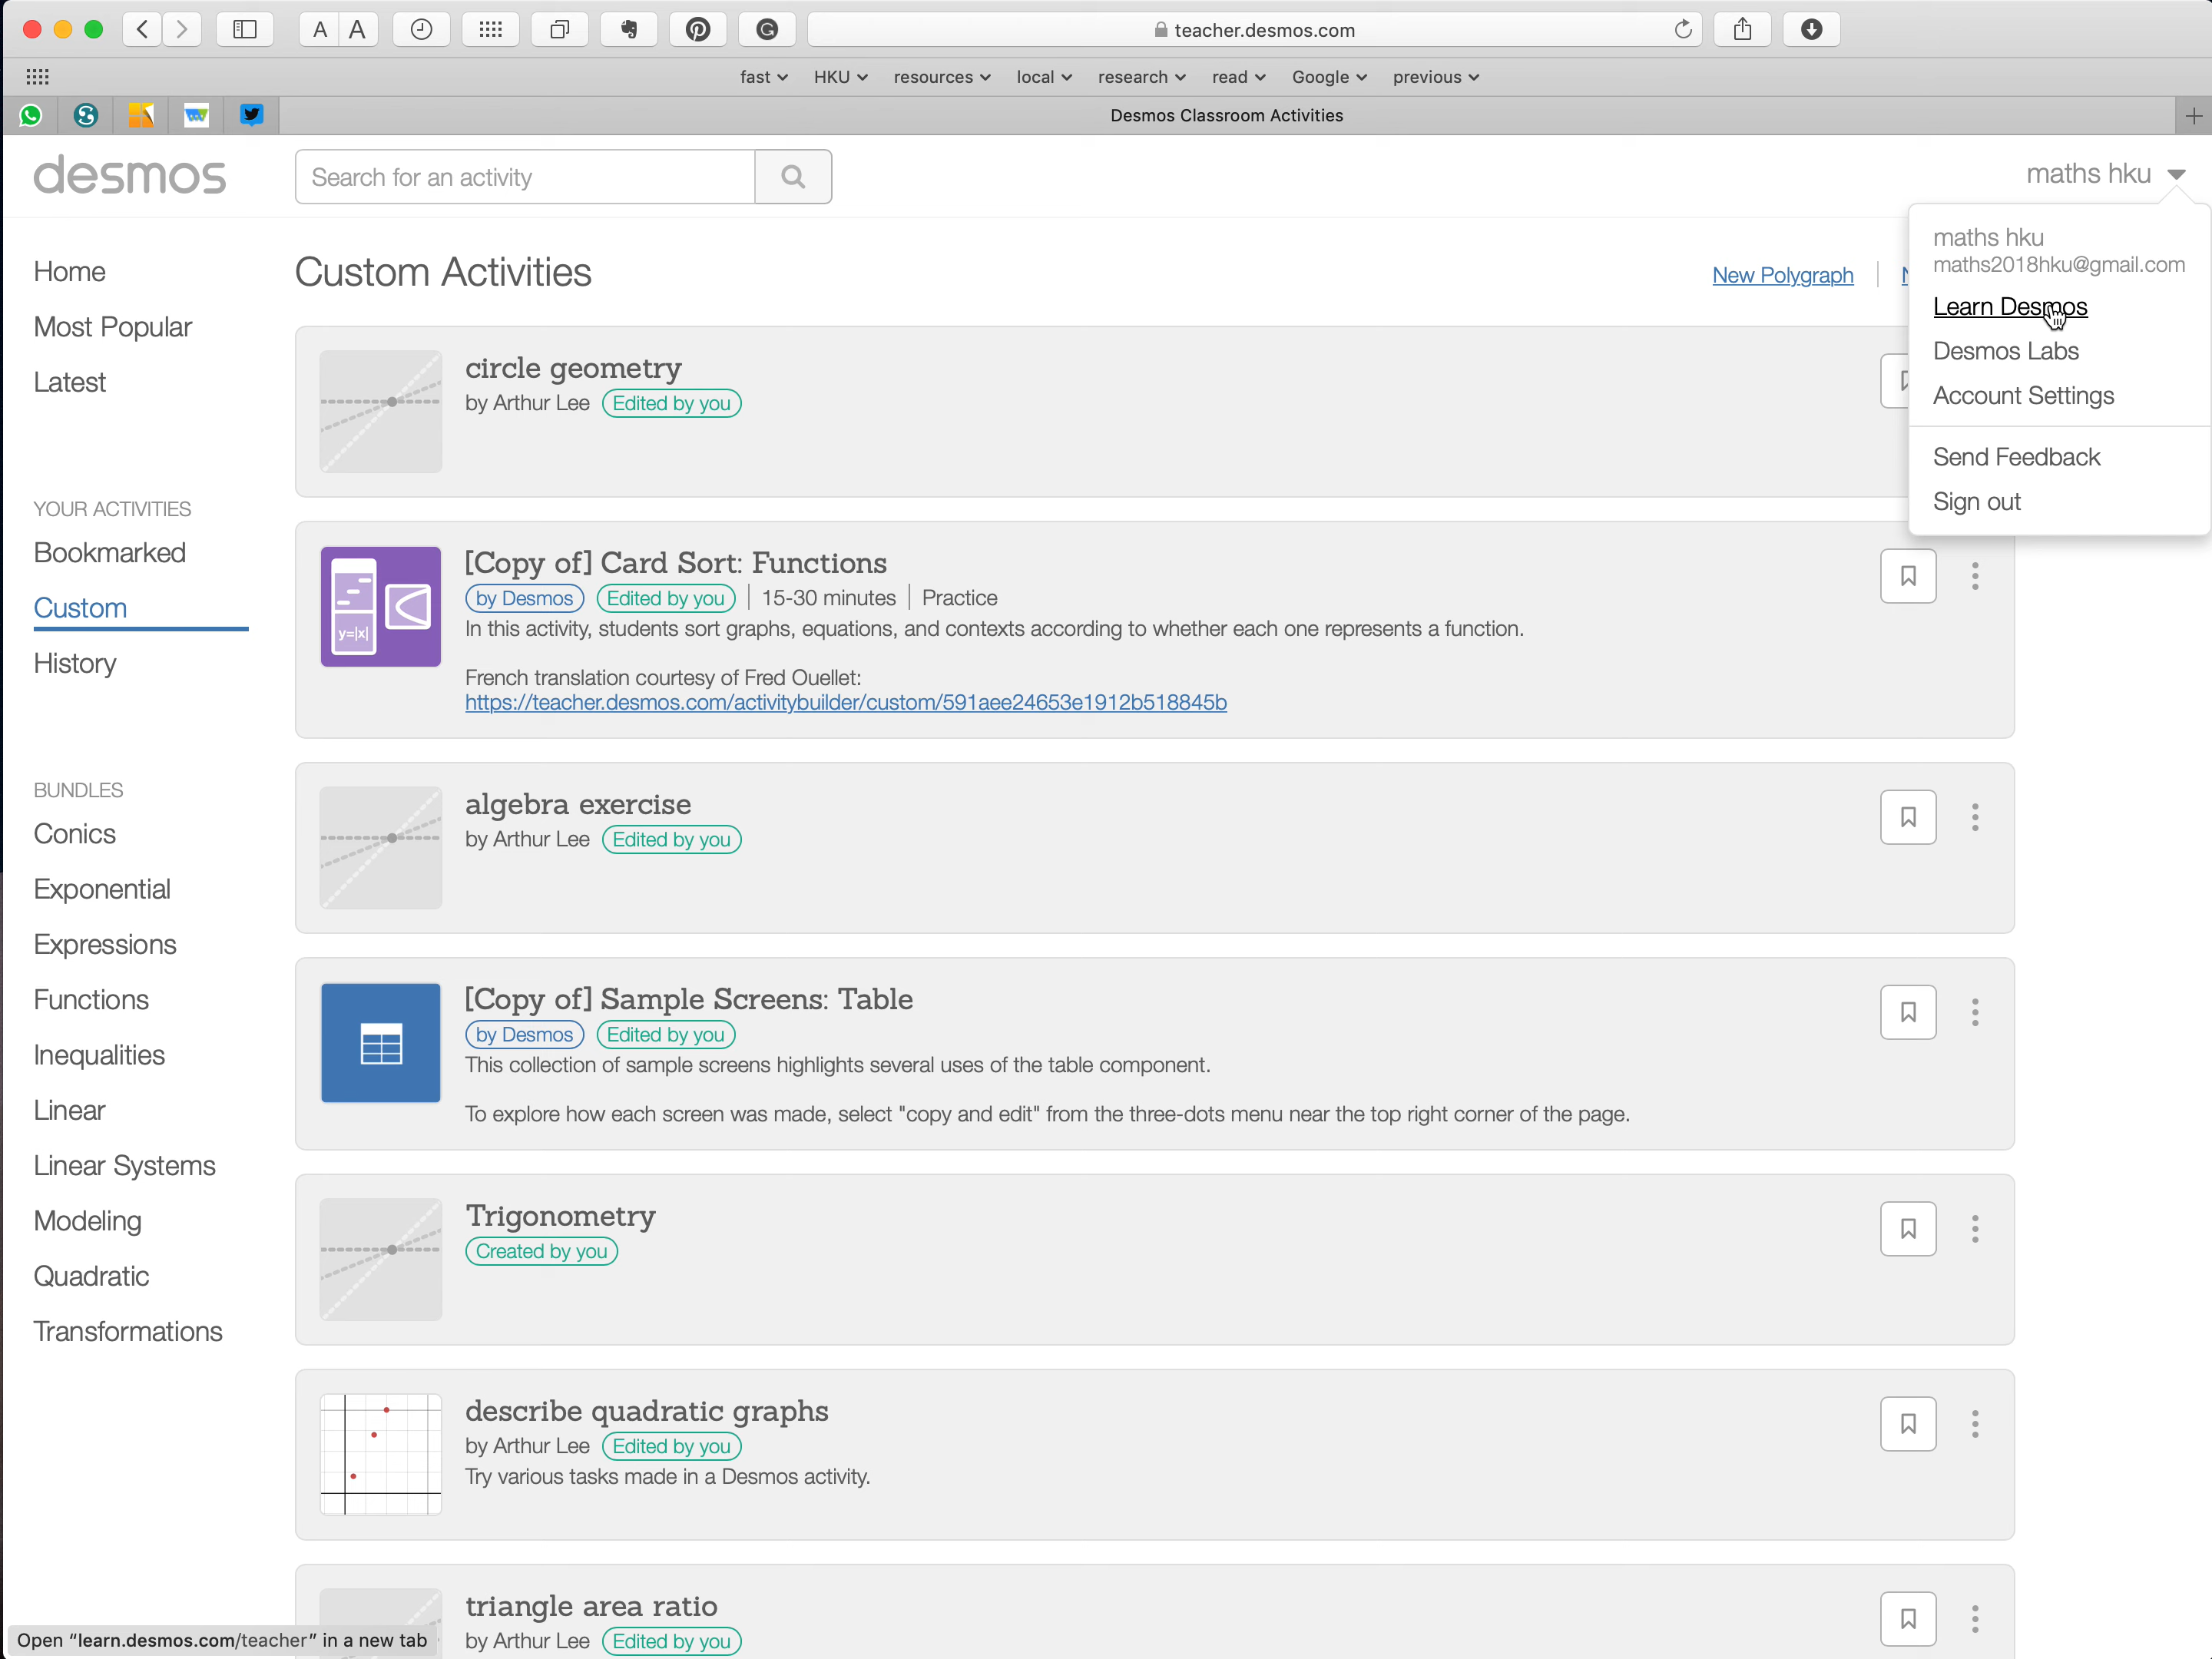 A A
teacher.desmos.com
fast HKU resources local research read Google previous
Desmos Classroom Activities
desmos
Search for an activity
maths hku
maths hku
maths2018hku@gmail.com
Learn Desmos
Desmos Labs
Account Settings
Send Feedback
Sign out
Home
Most Popular
Latest
YOUR ACTIVITIES
Bookmarked
Custom
History
BUNDLES
Conics
Exponential
Expressions
Functions
Inequalities
Linear
Linear Systems
Modeling
Quadratic
Transformations
Custom Activities
New Polygraph
circle geometry
by Arthur Lee Edited by you
y=|x|
[Copy of] Card Sort: Functions
by Desmos Edited by you | 15-30 minutes | Practice
In this activity, students sort graphs, equations, and contexts according to whether each one represents a function.
French translation courtesy of Fred Ouellet:
https://teacher.desmos.com/activitybuilder/custom/591aee24653e1912b518845b
algebra exercise
by Arthur Lee Edited by you
[Copy of] Sample Screens: Table
by Desmos Edited by you
This collection of sample screens highlights several uses of the table component.
To explore how each screen was made, select "copy and edit" from the three-dots menu near the top right corner of the page.
Trigonometry
Created by you
describe quadratic graphs
by Arthur Lee Edited by you
Try various tasks made in a Desmos activity.
triangle area ratio
by Arthur Lee Edited by you
Open “learn.desmos.com/teacher” in a new tab